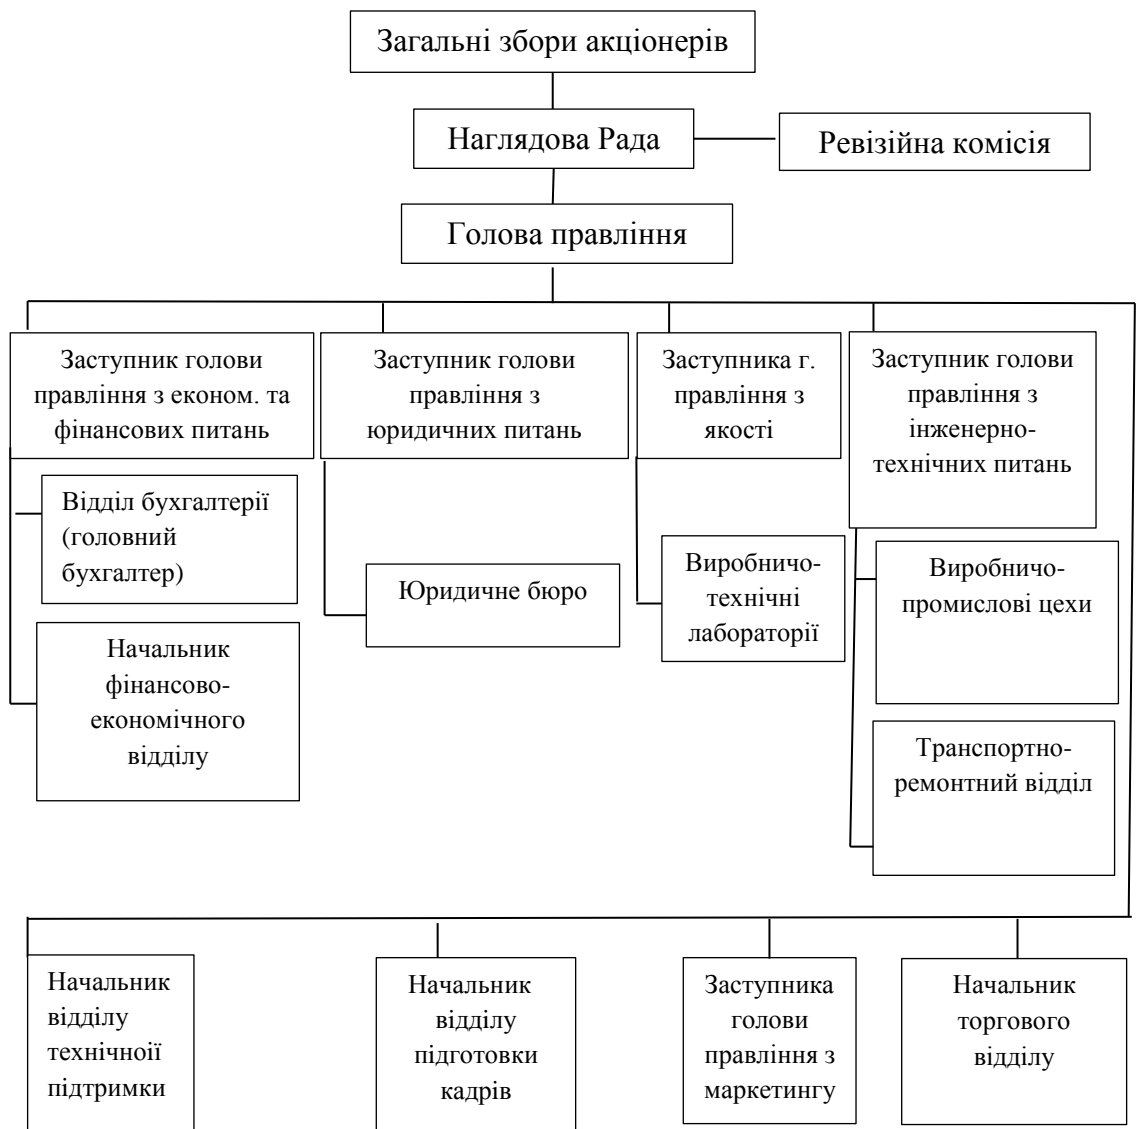 Загальні збори акціонерів
Наглядова Рада
Ревізійна комісія
Голова правління
Заступник голови
правління з економ. та
фінансових питань
Заступник голови
правління з
юридичних питань
Заступника г.
правління з
якості
Заступник голови
правління з
інженерно-
технічних питань
Відділ бухгалтерії
(головний
бухгалтер)
Юридичне бюро
Виробничо-
технічні
лабораторії
Виробничо-
промислові цехи
Начальник
фінансово-
економічного
відділу
Транспортно-
ремонтний відділ
Начальник
відділу
технічноії
підтримки
Начальник
відділу
підготовки
кадрів
Заступника
голови
правління з
маркетингу
Начальник
торгового
відділу